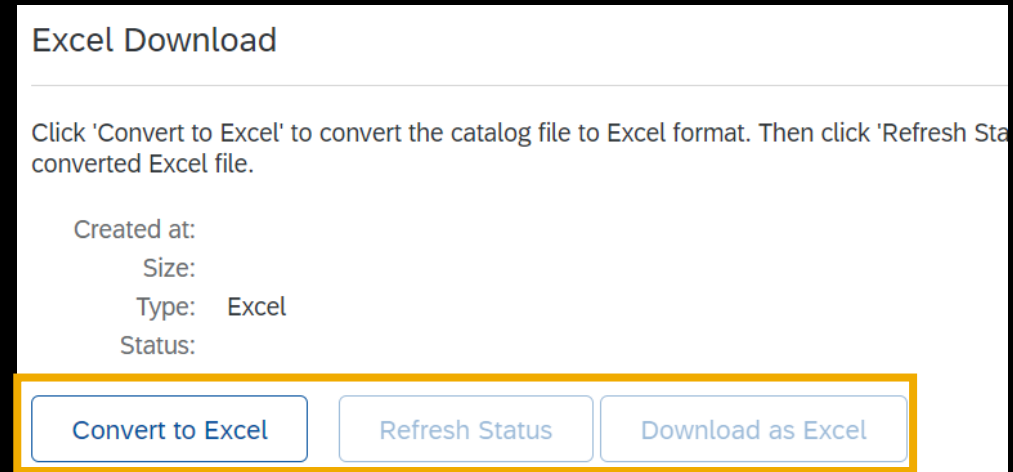 Excel Download
Click 'Convert to Excel' to convert the catalog file to Excel format. Then click 'Refresh Sta
converted Excel file.
Created at:
Size:
Type: Excel
Status:
Convert to Excel Refresh Status Download as Excel